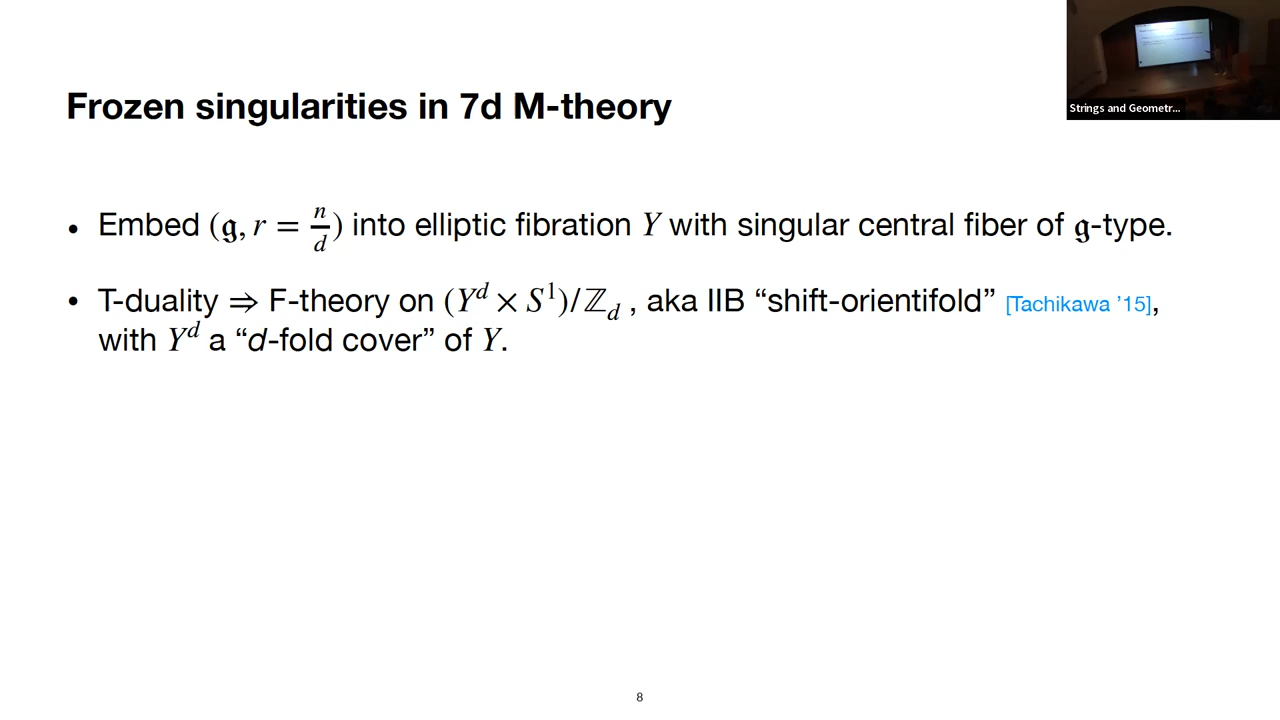 Strings and Geometr...
Frozen singularities in 7d M-theory
• Embed (𝔤, r = n/d) into elliptic fibration Y with singular central fiber of 𝔤-type.
• T-duality ⇒ F-theory on (Y^d × S^1)/ℤ_d , aka IIB “shift-orientifold” [Tachikawa ’15],
with Y^d a “d-fold cover” of Y.
8